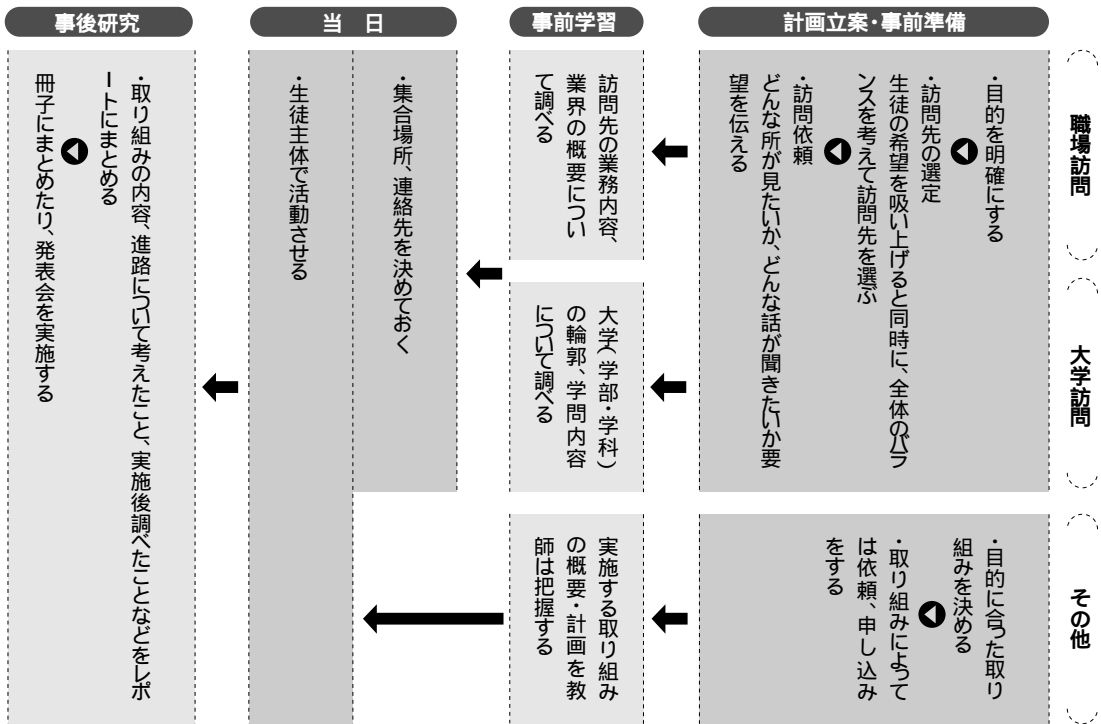 計画立案・事前準備
事前学習
当 日
事後研究
職場訪問
大学訪問
その他
・目的を明確にする
・訪問先の選定
生徒の希望を吸い上げると同時に、全体のバラ
ンスを考えて訪問先を選ぶ
・訪問依頼
どんな所が見たいか、どんな話が聞きたいか要
望を伝える
・目的に合った取り
組みを決める
・取り組みによって
は依頼、申し込み
をする
訪問先の業務内容、
業界の概要につい
て調べる
大学(学部・学科)
の輪郭、学問内容
について調べる
実施する取り組み
の概要・計画を教
師は把握する
・集合場所、連絡先を決めておく
・生徒主体で活動させる
・取り組みの内容、進路について考えたこと、実施後調べたことなどをレポ
ートにまとめる
冊子にまとめたり、発表会を実施する